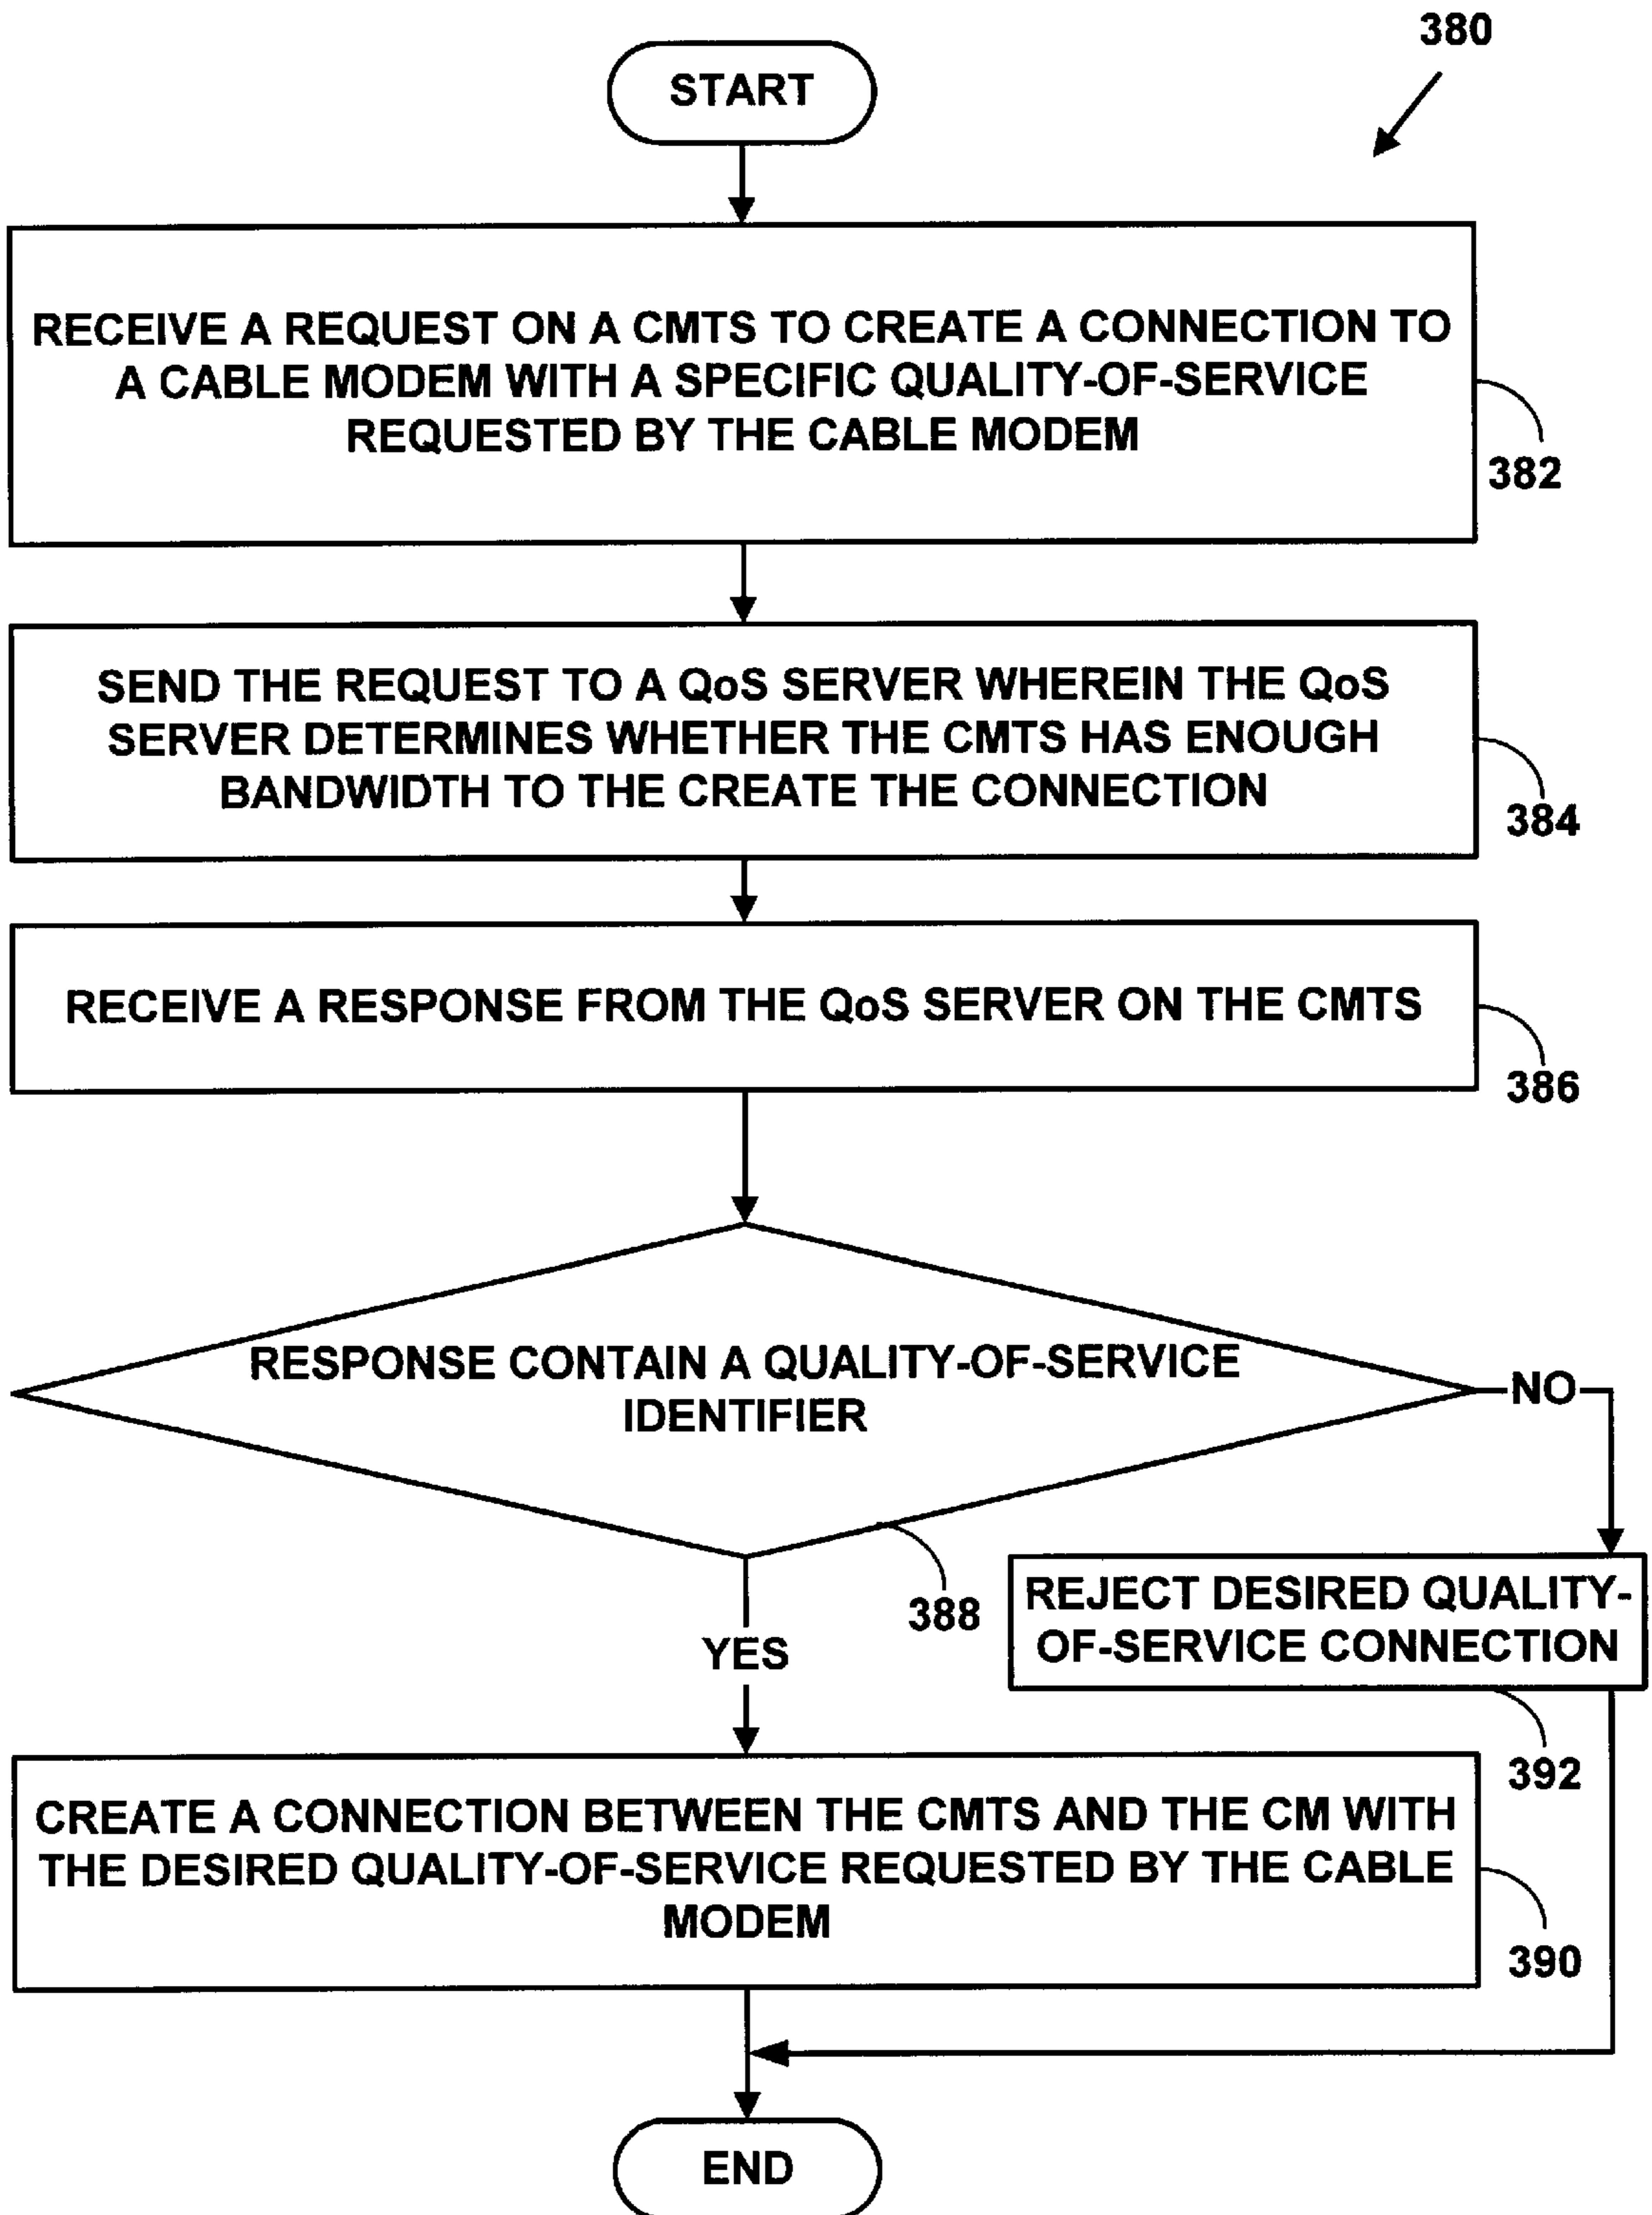 380
START
RECEIVE A REQUEST ON A CMTS TO CREATE A CONNECTION TO
A CABLE MODEM WITH A SPECIFIC QUALITY-OF-SERVICE
REQUESTED BY THE CABLE MODEM
382
SEND THE REQUEST TO A QoS SERVER WHEREIN THE QoS
SERVER DETERMINES WHETHER THE CMTS HAS ENOUGH
BANDWIDTH TO THE CREATE THE CONNECTION
384
RECEIVE A RESPONSE FROM THE QoS SERVER ON THE CMTS
386
RESPONSE CONTAIN A QUALITY-OF-SERVICE
IDENTIFIER
NO
388
REJECT DESIRED QUALITY-
OF-SERVICE CONNECTION
392
YES
CREATE A CONNECTION BETWEEN THE CMTS AND THE CM WITH
THE DESIRED QUALITY-OF-SERVICE REQUESTED BY THE CABLE
MODEM
390
END